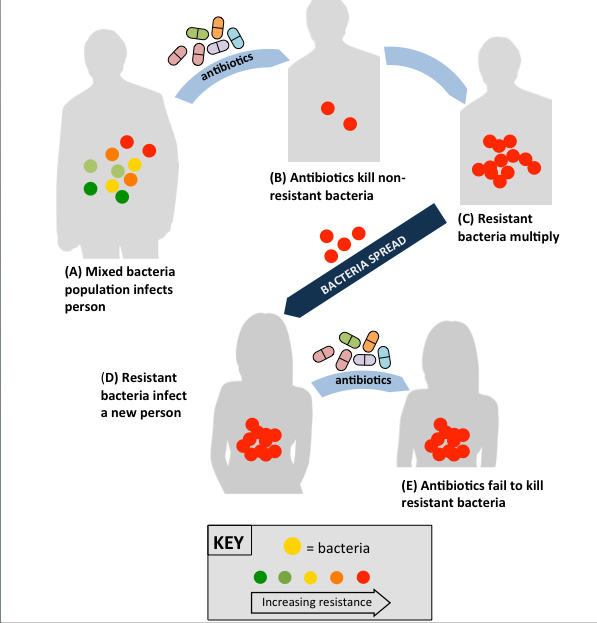 antibiotics
(B) Antibiotics kill non-
resistant bacteria
(C) Resistant
bacteria multiply
(A) Mixed bacteria
population infects
person
BACTERIA SPREAD
(D) Resistant
bacteria infect
a new person
antibiotics
(E) Antibiotics fail to kill
resistant bacteria
KEY
= bacteria
Increasing resistance